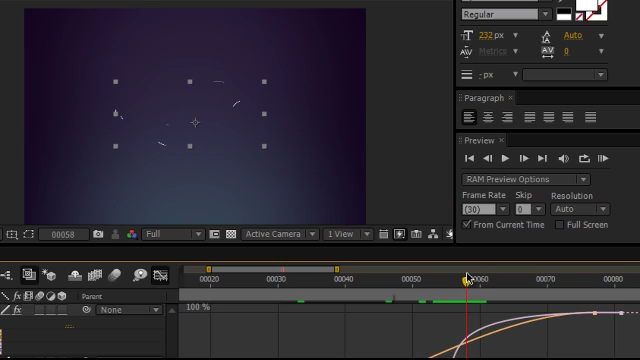 Regular
232 px
Auto
Metrics
0
- px
Paragraph
Preview
RAM Preview Options
Frame Rate Skip Resolution
(30) 0 Auto
From Current Time Full Screen
00058 Full Active Camera 1 View
00020 00030 00040 00050 00060 00070 00080
fx Parent
100 %
fx None